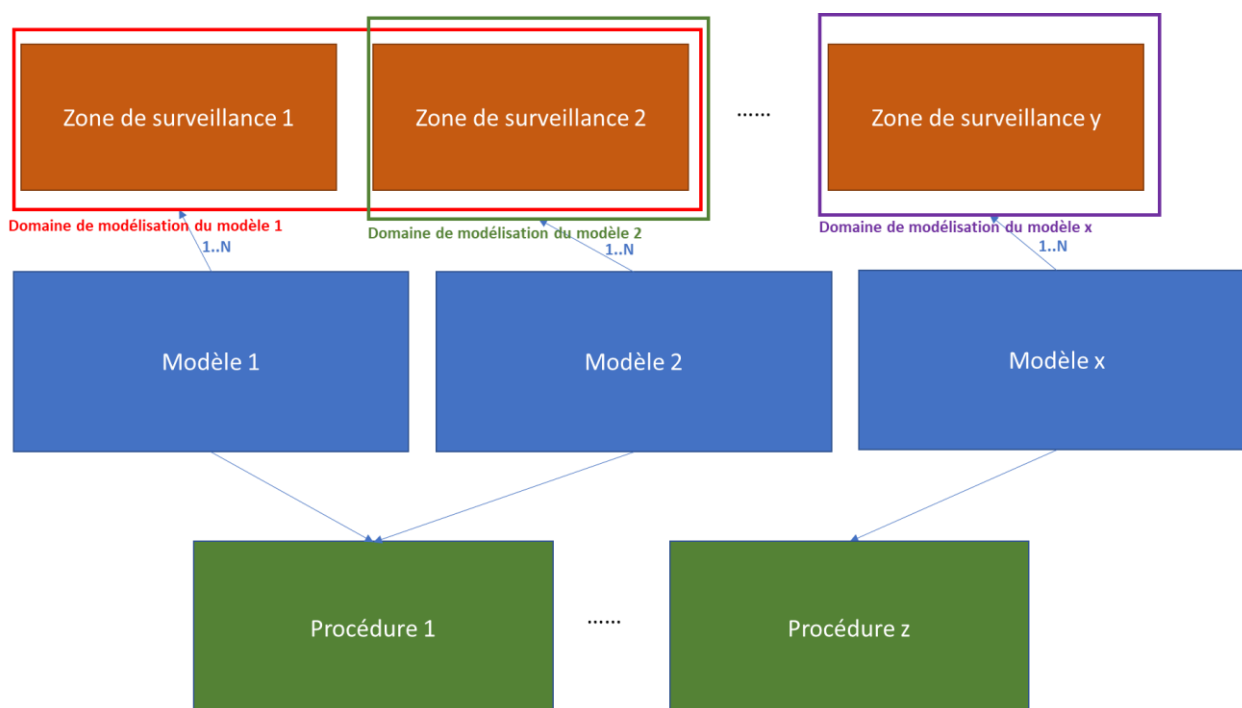 Zone de surveillance 1
Zone de surveillance 2
......
Zone de surveillance y
Domaine de modélisation du modèle 1
Domaine de modélisation du modèle 2
Domaine de modélisation du modèle x
1..N
1..N
1..N
Modèle 1
Modèle 2
Modèle x
Procédure 1
......
Procédure z